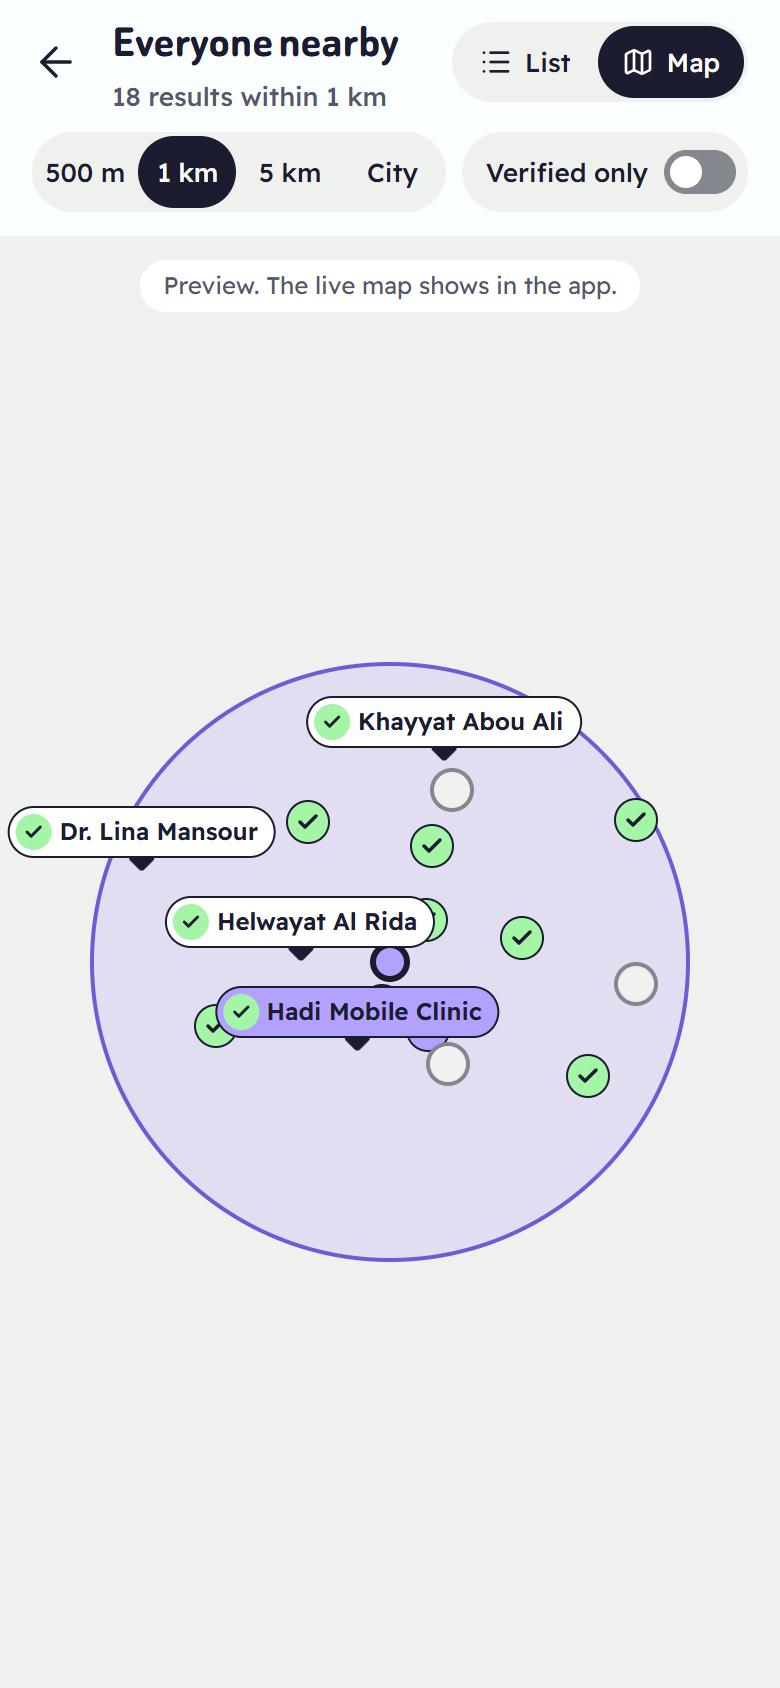 Everyone nearby
18 results within 1 km
List
Map
500 m
1 km
5 km
City
Verified only
Preview. The live map shows in the app.
Khayyat Abou Ali
Dr. Lina Mansour
Helwayat Al Rida
Hadi Mobile Clinic